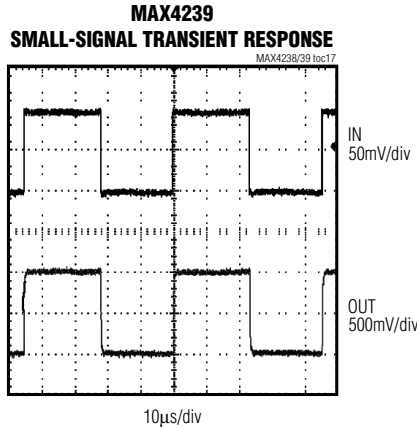 MAX4239
SMALL-SIGNAL TRANSIENT RESPONSE
MAX4238/39 toc17
IN
50mV/div
OUT
500mV/div
10µs/div